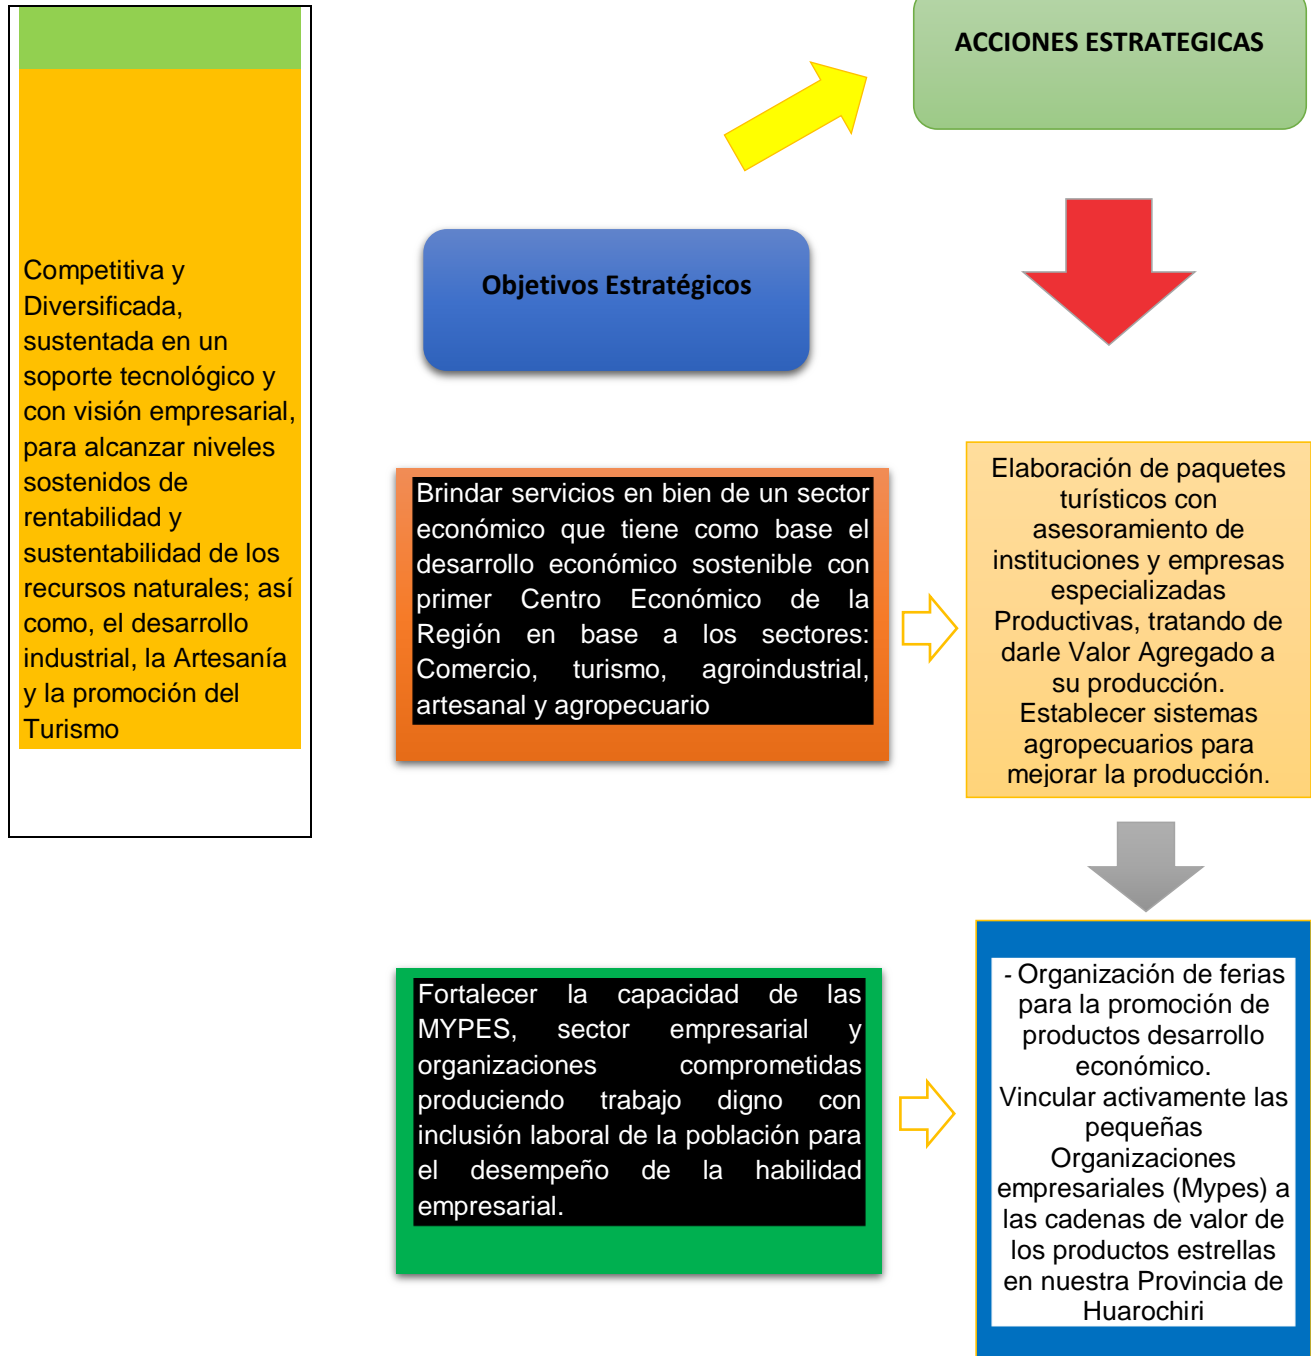 ACCIONES ESTRATEGICAS
Competitiva y
Diversificada,
sustentada en un
soporte tecnológico y
con visión empresarial,
para alcanzar niveles
sostenidos de
rentabilidad y
sustentabilidad de los
recursos naturales; así
como, el desarrollo
industrial, la Artesanía
y la promoción del
Turismo
Objetivos Estratégicos
Brindar servicios en bien de un sector
económico que tiene como base el
desarrollo económico sostenible con
primer Centro Económico de la
Región en base a los sectores:
Comercio, turismo, agroindustrial,
artesanal y agropecuario
Elaboración de paquetes
turísticos con
asesoramiento de
instituciones y empresas
especializadas
Productivas, tratando de
darle Valor Agregado a
su producción.
Establecer sistemas
agropecuarios para
mejorar la producción.
Fortalecer la capacidad de las
MYPES, sector empresarial y
organizaciones comprometidas
produciendo trabajo digno con
inclusión laboral de la población para
el desempeño de la habilidad
empresarial.
- Organización de ferias
para la promoción de
productos desarrollo
económico.
Vincular activamente las
pequeñas
Organizaciones
empresariales (Mypes) a
las cadenas de valor de
los productos estrellas
en nuestra Provincia de
Huarochiri